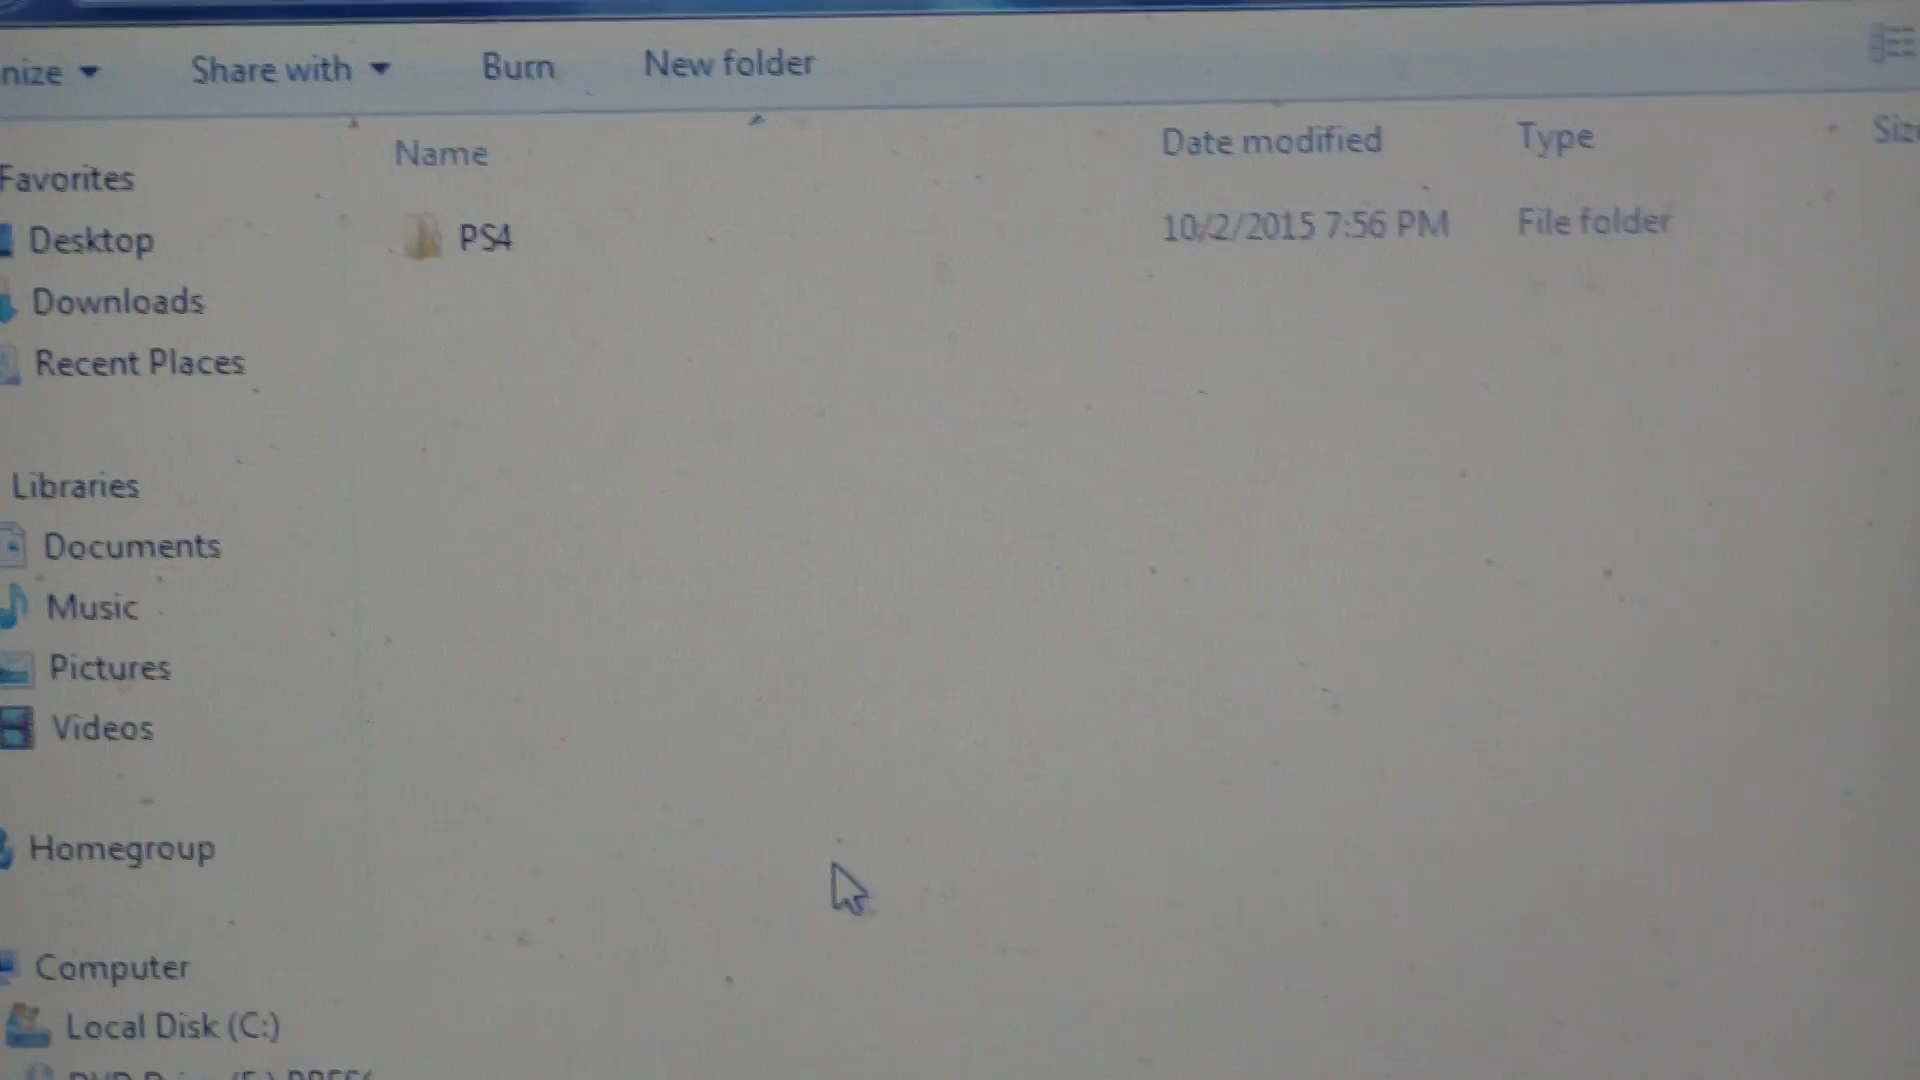 nize Share with Burn New folder
Name Date modified Type Siz
Favorites
PS4 10/2/2015 7:56 PM File folder
Desktop
Downloads
Recent Places
Libraries
Documents
Music
Pictures
Videos
Homegroup
Computer
Local Disk (C:)